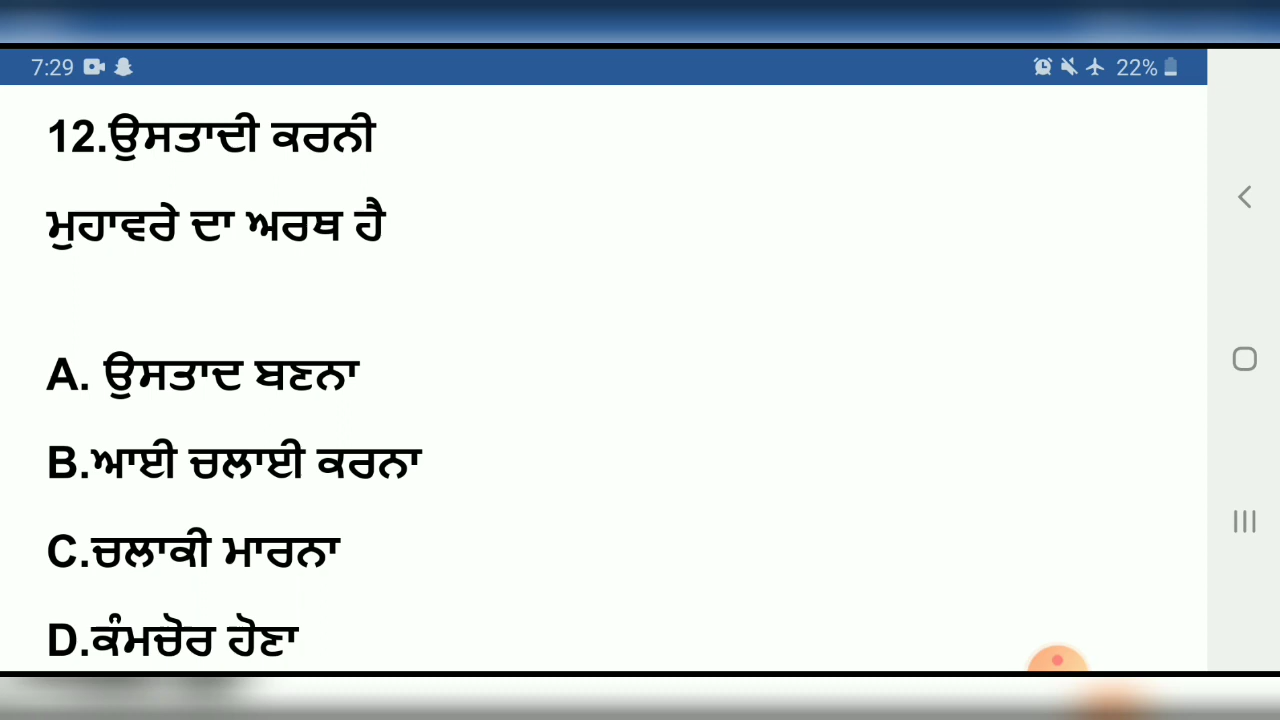 7:29
22%
12.ਉਸਤਾਦੀ ਕਰਨੀ
ਮੁਹਾਵਰੇ ਦਾ ਅਰਥ ਹੈ
A. ਉਸਤਾਦ ਬਣਨਾ
B.ਆਈ ਚਲਾਈ ਕਰਨਾ
C.ਚਲਾਕੀ ਮਾਰਨਾ
D.ਕੰਮਚੋਰ ਹੋਣਾ